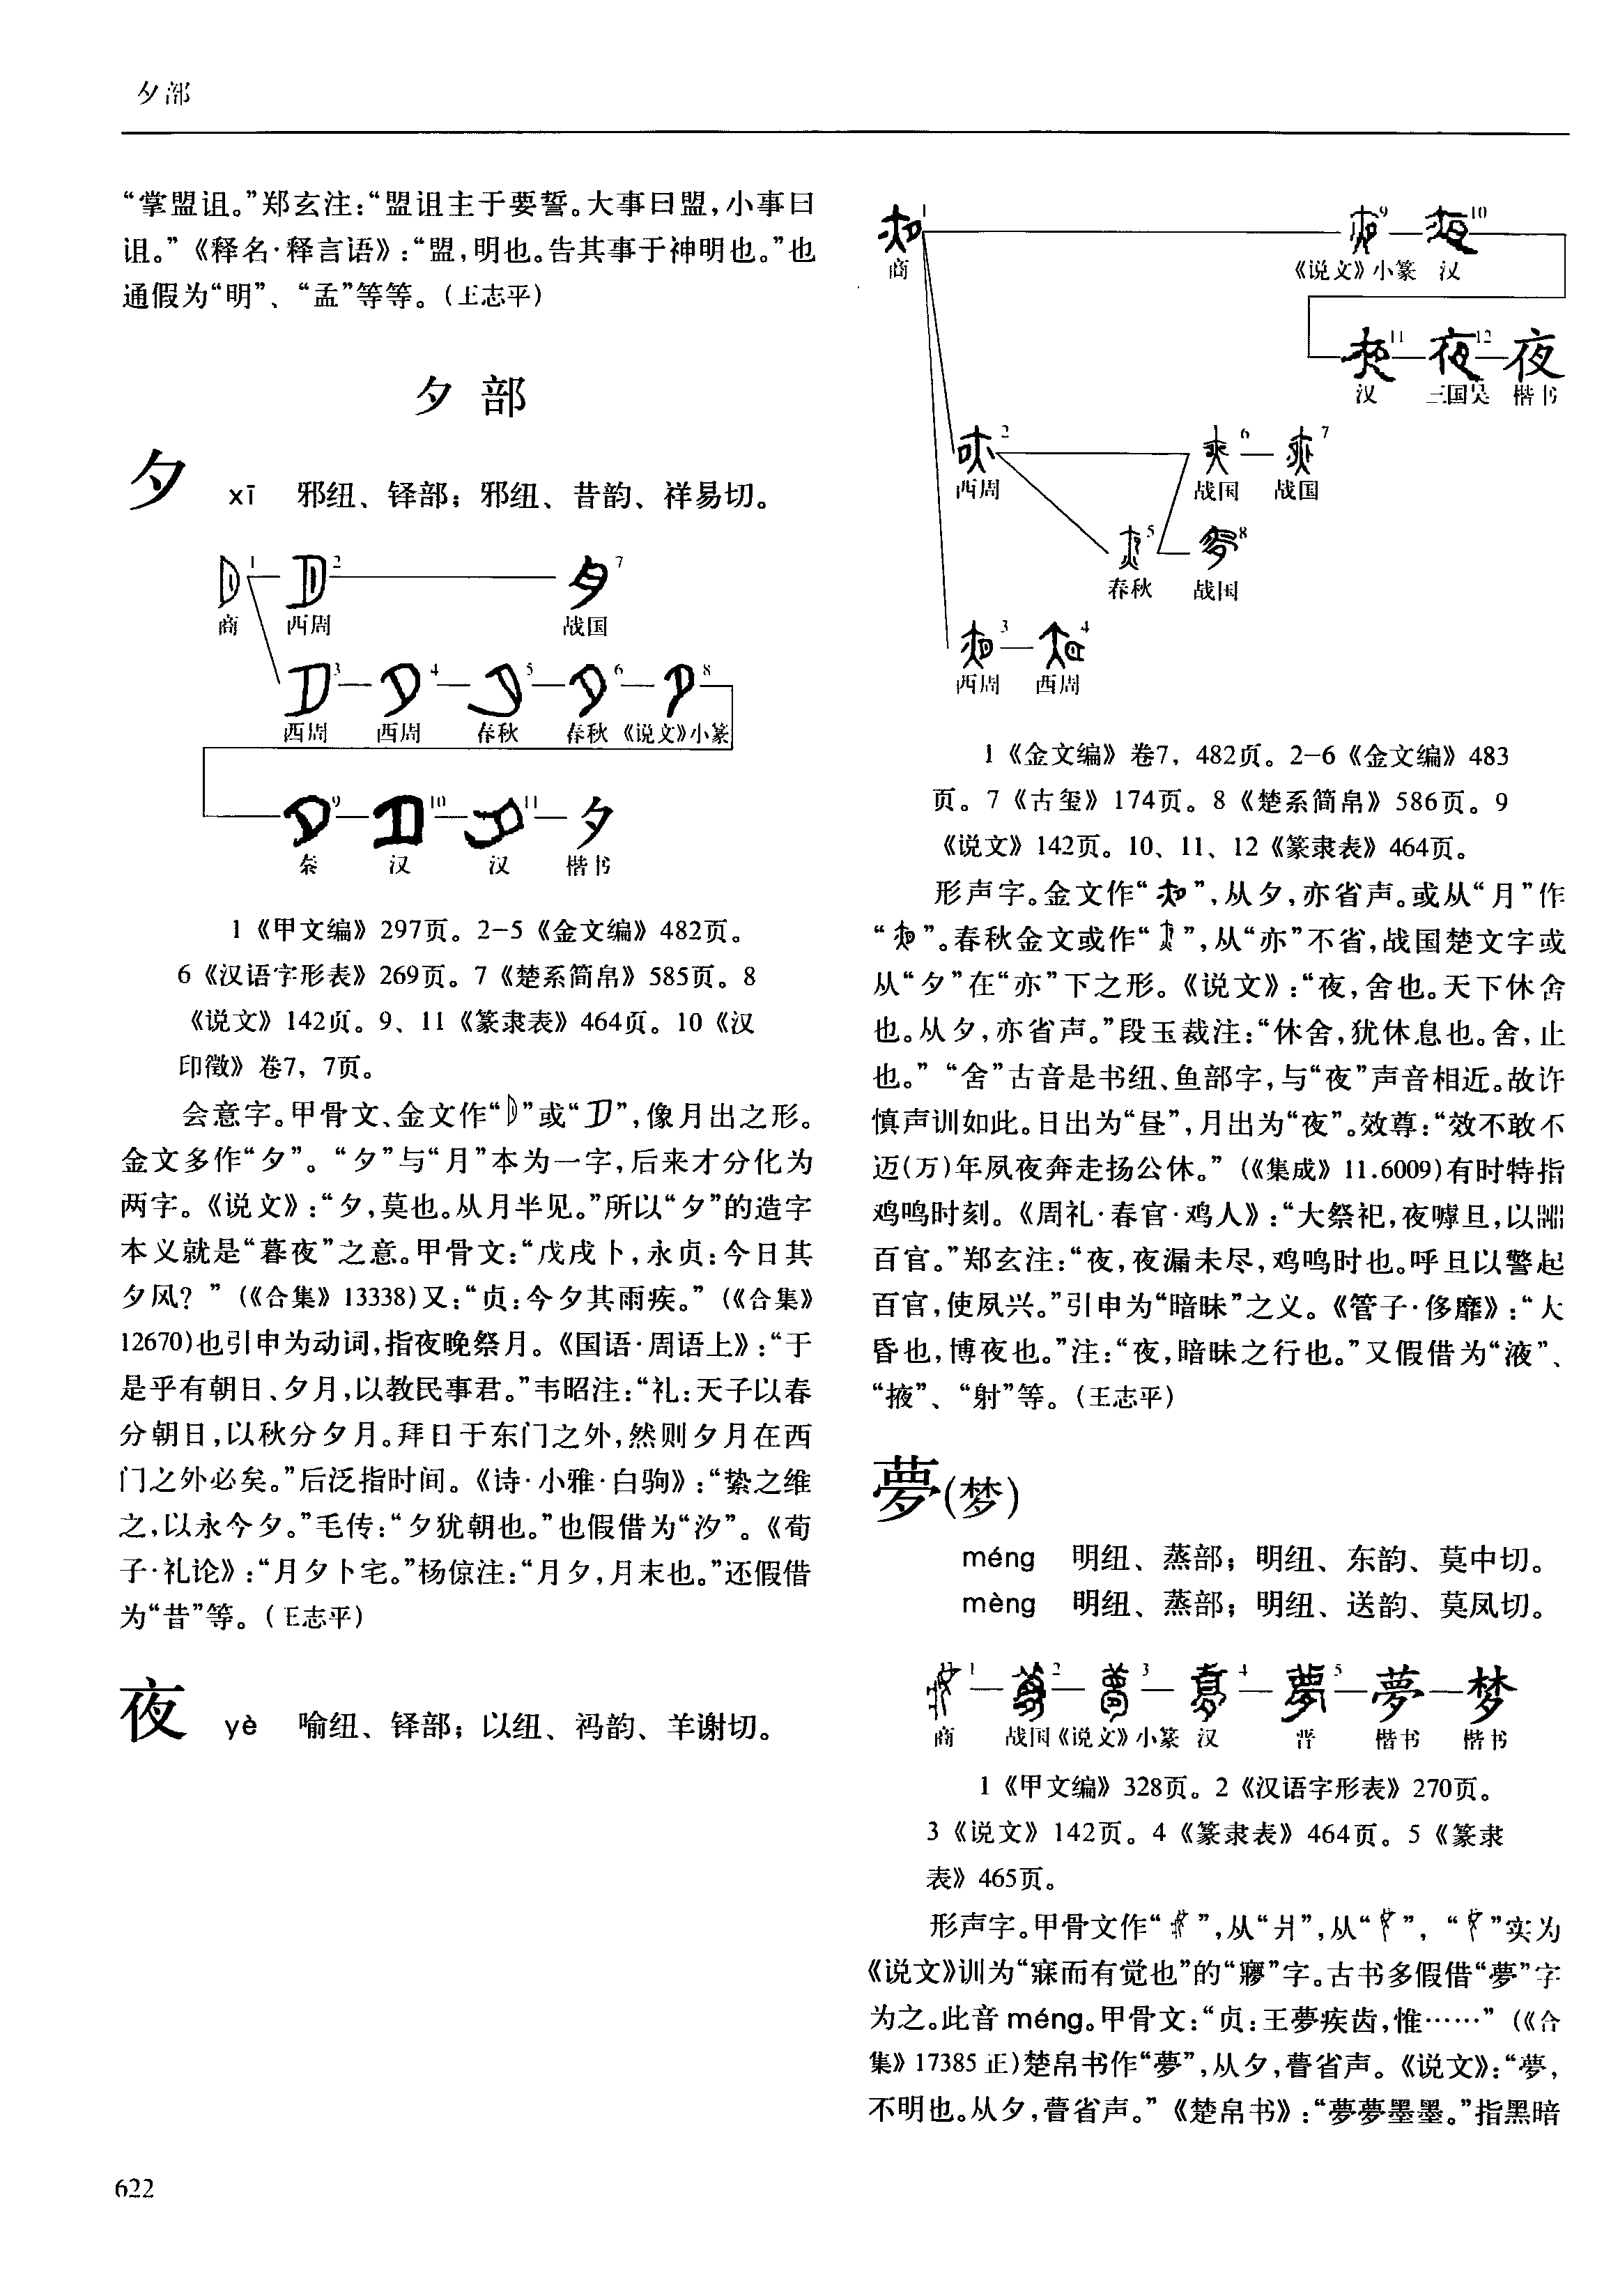 夕部
“掌盟诅。”郑玄注：“盟诅主于要誓。大事曰盟，小事曰
诅。”《释名·释言语》：“盟，明也。告其事于神明也。”也
通假为“明”、“孟”等等。（王志平）
夕部
夕 xī 邪纽、铎部；邪纽、昔韵、祥易切。
1 2 7
商 西周 战国
3 4 5 6 8
西周 西周 春秋 春秋 《说文》小篆
9 10 11 夕
秦 汉 汉 楷书
1《甲文编》297页。2-5《金文编》482页。
6《汉语字形表》269页。7《楚系简帛》585页。8
《说文》142页。9、11《篆隶表》464页。10《汉
印徵》卷7，7页。
会意字。甲骨文、金文作“”或“”，像月出之形。
金文多作“夕”。“夕”与“月”本为一字，后来才分化为
两字。《说文》：“夕，莫也。从月半见。”所以“夕”的造字
本义就是“暮夜”之意。甲骨文：“戊戌卜，永贞：今日其
夕风？”（《合集》13338）又：“贞：今夕其雨疾。”（《合集》
12670）也引申为动词，指夜晚祭月。《国语·周语上》：“于
是乎有朝日、夕月，以教民事君。”韦昭注：“礼：天子以春
分朝日，以秋分夕月。拜日于东门之外，然则夕月在西
门之外必矣。”后泛指时间。《诗·小雅·白驹》：“絷之维
之，以永今夕。”毛传：“夕犹朝也。”也假借为“汐”。《荀
子·礼论》：“月夕卜宅。”杨倞注：“月夕，月末也。”还假借
为“昔”等。（王志平）
夜 yè 喻纽、铎部；以纽、祃韵、羊谢切。
1 9 10
商 《说文》小篆 汉
11 12 夜
汉 三国吴 楷书
2 6 7
西周 战国 战国
5 8
春秋 战国
3 4
西周 西周
1《金文编》卷7，482页。2-6《金文编》483
页。7《古玺》174页。8《楚系简帛》586页。9
《说文》142页。10、11、12《篆隶表》464页。
形声字。金文作“”，从夕，亦省声。或从“月”作
“”。春秋金文或作“”，从“亦”不省，战国楚文字或
从“夕”在“亦”下之形。《说文》：“夜，舍也。天下休舍
也。从夕，亦省声。”段玉裁注：“休舍，犹休息也。舍，止
也。”“舍”古音是书纽、鱼部字，与“夜”声音相近。故许
慎声训如此。日出为“昼”，月出为“夜”。效尊：“效不敢不
迈（万）年夙夜奔走扬公休。”（《集成》11.6009）有时特指
鸡鸣时刻。《周礼·春官·鸡人》：“大祭祀，夜嘑旦，以
百官。”郑玄注：“夜，夜漏未尽，鸡鸣时也。呼旦以警起
百官，使夙兴。”引申为“暗昧”之义。《管子·侈靡》：“大
昏也，博夜也。”注：“夜，暗昧之行也。”又假借为“液”、
“掖”、“射”等。（王志平）
夢（梦）
méng 明纽、蒸部；明纽、东韵、莫中切。
mèng 明纽、蒸部；明纽、送韵、莫凤切。
1 2 3 4 5 夢 梦
商 战国 《说文》小篆 汉 晋 楷书 楷书
1《甲文编》328页。2《汉语字形表》270页。
3《说文》142页。4《篆隶表》464页。5《篆隶
表》465页。
形声字。甲骨文作“”，从“爿”，从“”，“”实为
《说文》训为“寐而有觉也”的“㝱”字。古书多假借“夢”字
为之。此音méng。甲骨文：“贞：王夢疾齿，惟……”（《合
集》17385正）楚帛书作“夢”，从夕，瞢省声。《说文》：“夢，
不明也。从夕，瞢省声。”《楚帛书》：“夢夢墨墨。”指黑暗
622